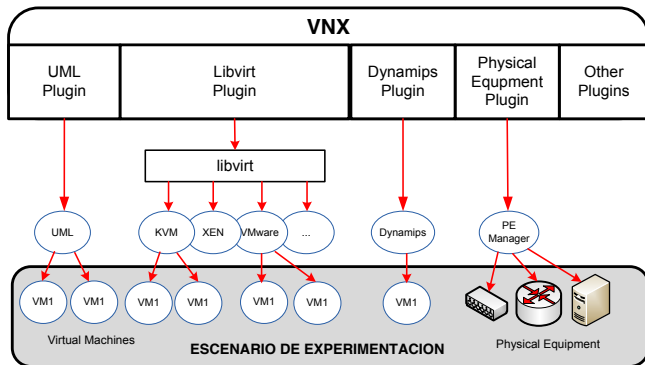 VNX
UML
Plugin
Libvirt
Plugin
Dynamips
Plugin
Physical
Equpment
Plugin
Other
Plugins
libvirt
UML
KVM
XEN
VMware
...
Dynamips
PE
Manager
VM1
VM1
VM1
VM1
VM1
VM1
VM1
Virtual Machines
ESCENARIO DE EXPERIMENTACION
Physical Equipment